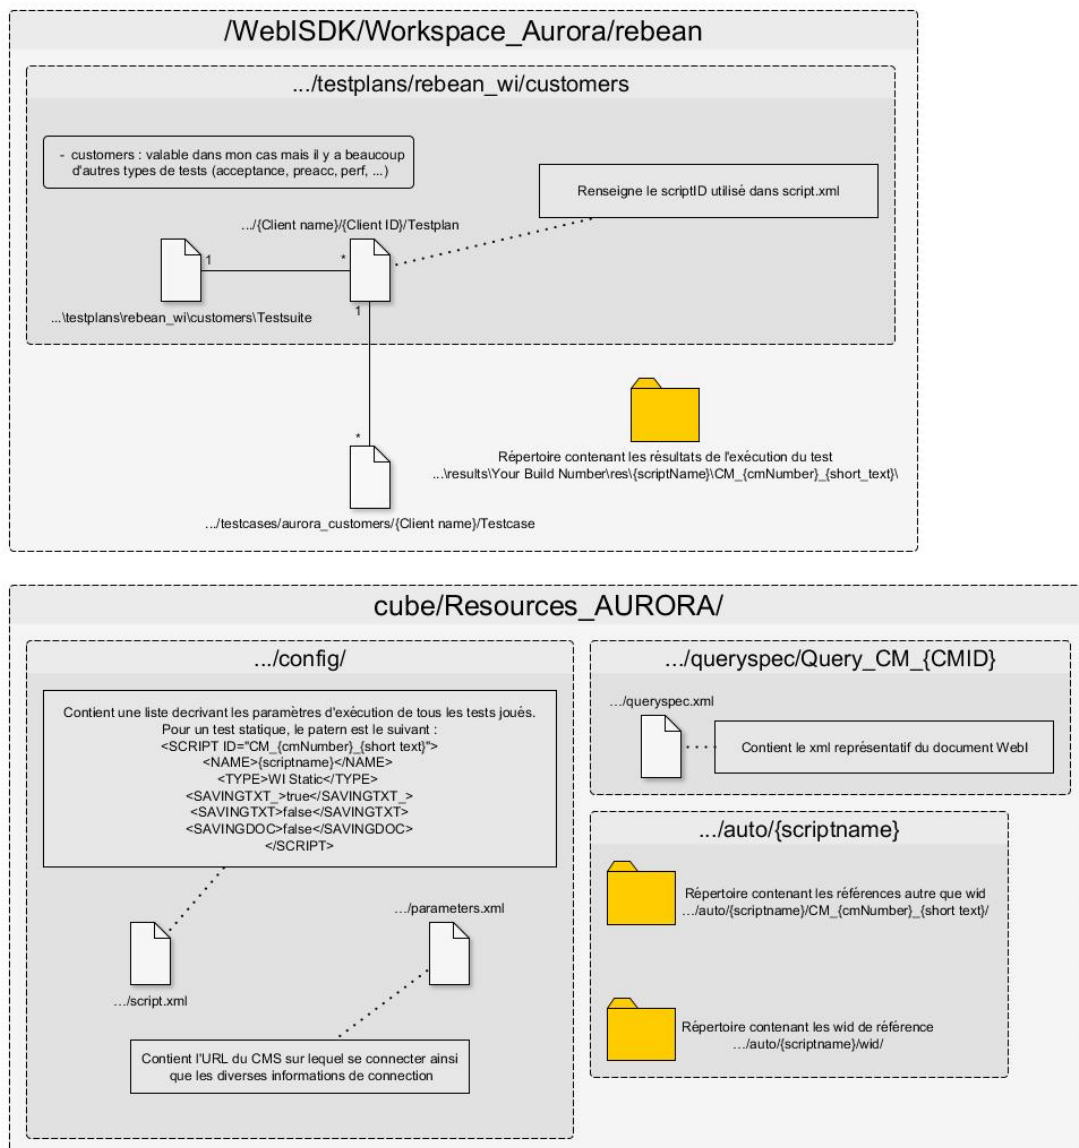 /WebISDK/Workspace_Aurora/rebean
.../testplans/rebean_wi/customers
- customers : valable dans mon cas mais il y a beaucoup
d'autres types de tests (acceptance, preacc, perf, ...)
Renseigne le scriptID utilisé dans script.xml
.../{Client name}/{Client ID}/Testplan
1
*
...\testplans\rebean_wi\customers\Testsuite
1
*
.../testcases/aurora_customers/{Client name}/Testcase
Répertoire contenant les résultats de l'exécution du test
...\results\Your Build Number\res\{scriptName}\CM_{cmNumber}_{short_text}\
cube/Resources_AURORA/
.../config/
Contient une liste decrivant les paramètres d'exécution de tous les tests joués.
Pour un test statique, le patern est le suivant :
<SCRIPT ID="CM_{cmNumber}_{short text}">
<NAME>{scriptname}</NAME>
<TYPE>WI Static</TYPE>
<SAVINGTXT_>true</SAVINGTXT_>
<SAVINGTXT>false</SAVINGTXT>
<SAVINGDOC>false</SAVINGDOC>
</SCRIPT>
.../script.xml
.../parameters.xml
Contient l'URL du CMS sur lequel se connecter ainsi
que les diverses informations de connection
.../queryspec/Query_CM_{CMID}
.../queryspec.xml
Contient le xml représentatif du document WebI
.../auto/{scriptname}
Répertoire contenant les références autre que wid
.../auto/{scriptname}/CM_{cmNumber}_{short text}/
Répertoire contenant les wid de référence
.../auto/{scriptname}/wid/